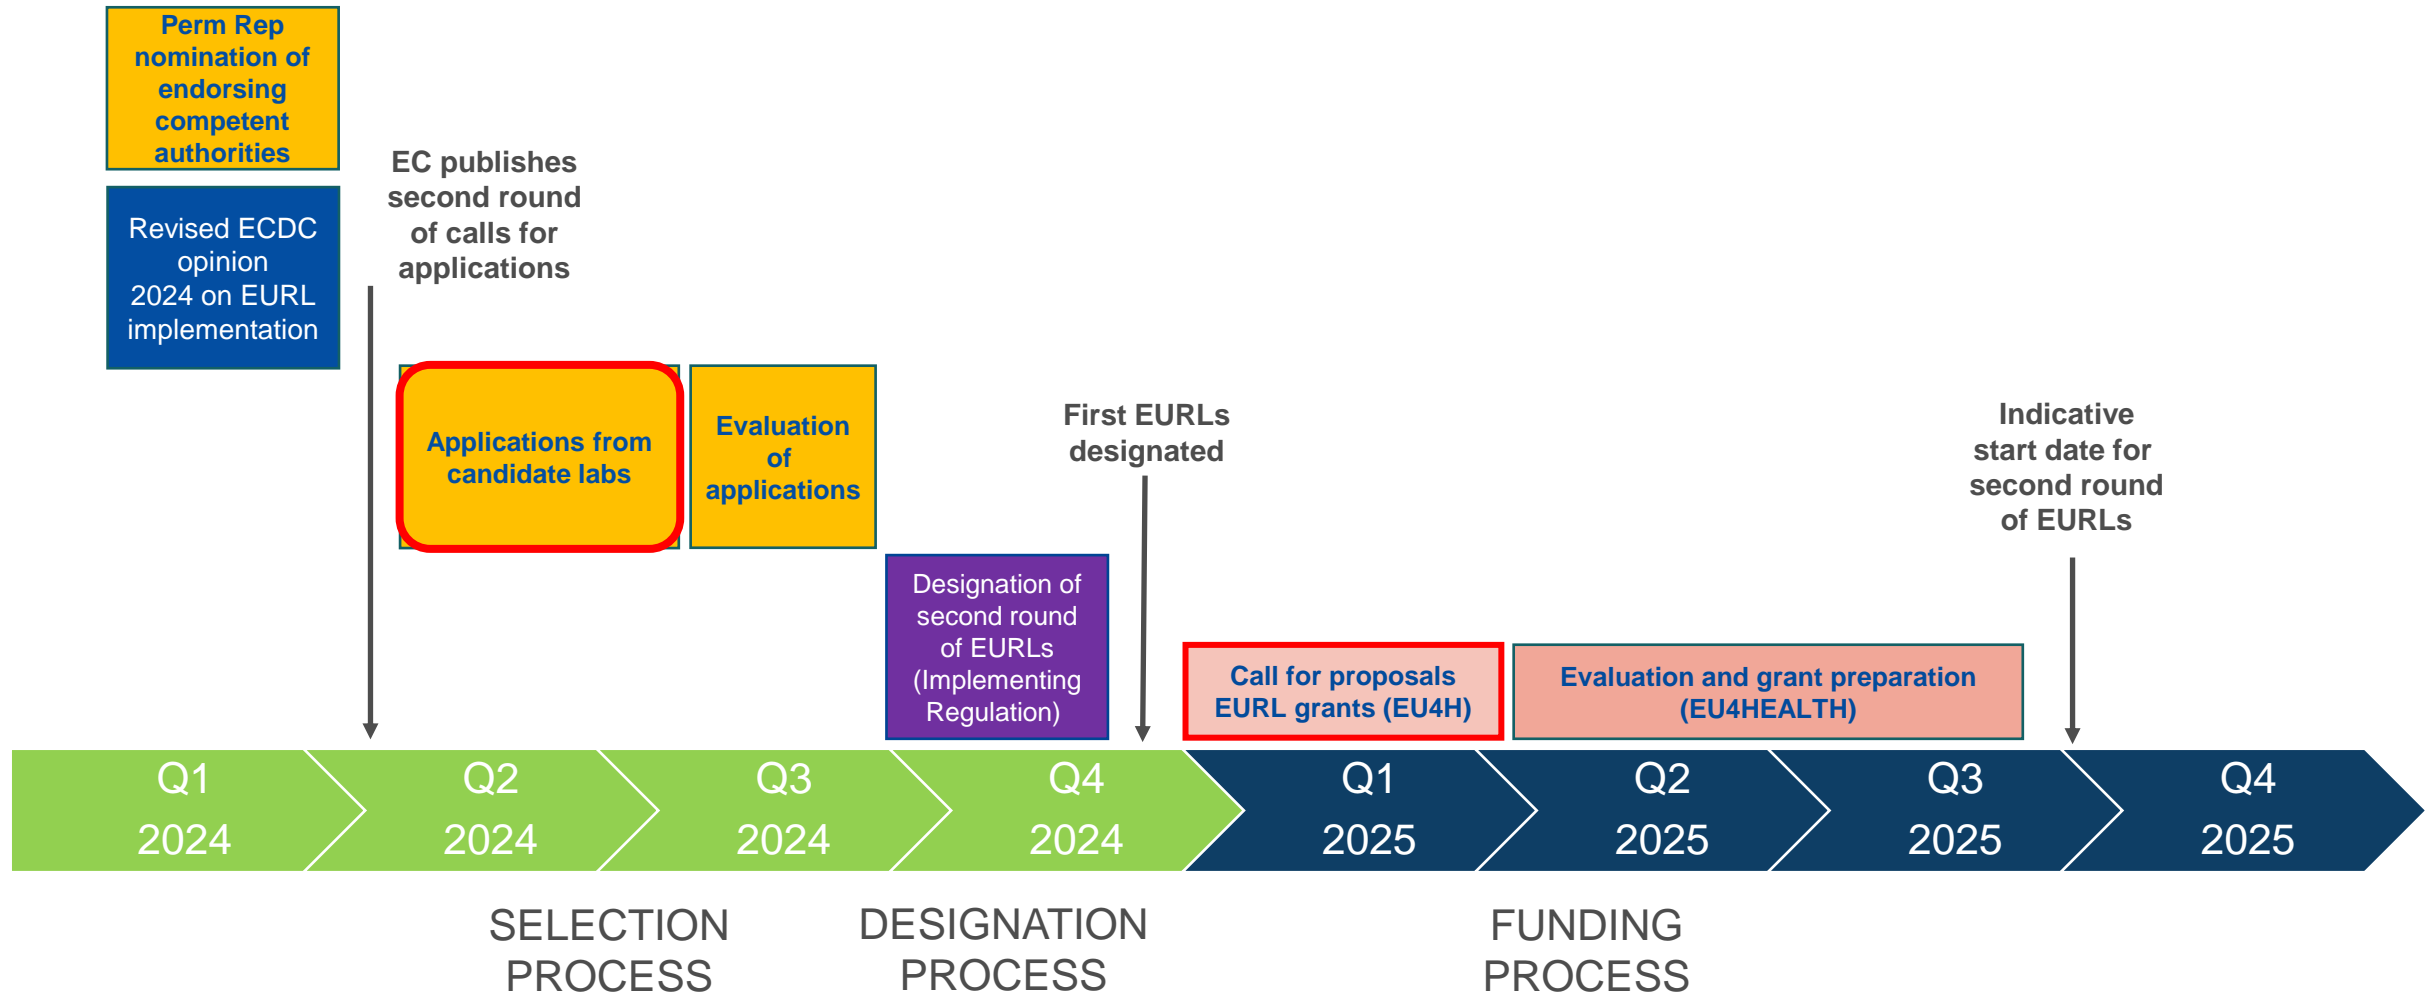 Perm Rep
nomination of
endorsing
competent
authorities
Revised ECDC
opinion
2024 on EURL
implementation
EC publishes
second round
of calls for
applications
Applications from
candidate labs
Evaluation
of
applications
Designation of
second round
of EURLs
(Implementing
Regulation)
First EURLs
designated
Call for proposals
EURL grants (EU4H)
Evaluation and grant preparation
(EU4HEALTH)
Indicative
start date for
second round
of EURLs
Q1
2024
Q2
2024
Q3
2024
Q4
2024
Q1
2025
Q2
2025
Q3
2025
Q4
2025
SELECTION
PROCESS
DESIGNATION
PROCESS
FUNDING
PROCESS